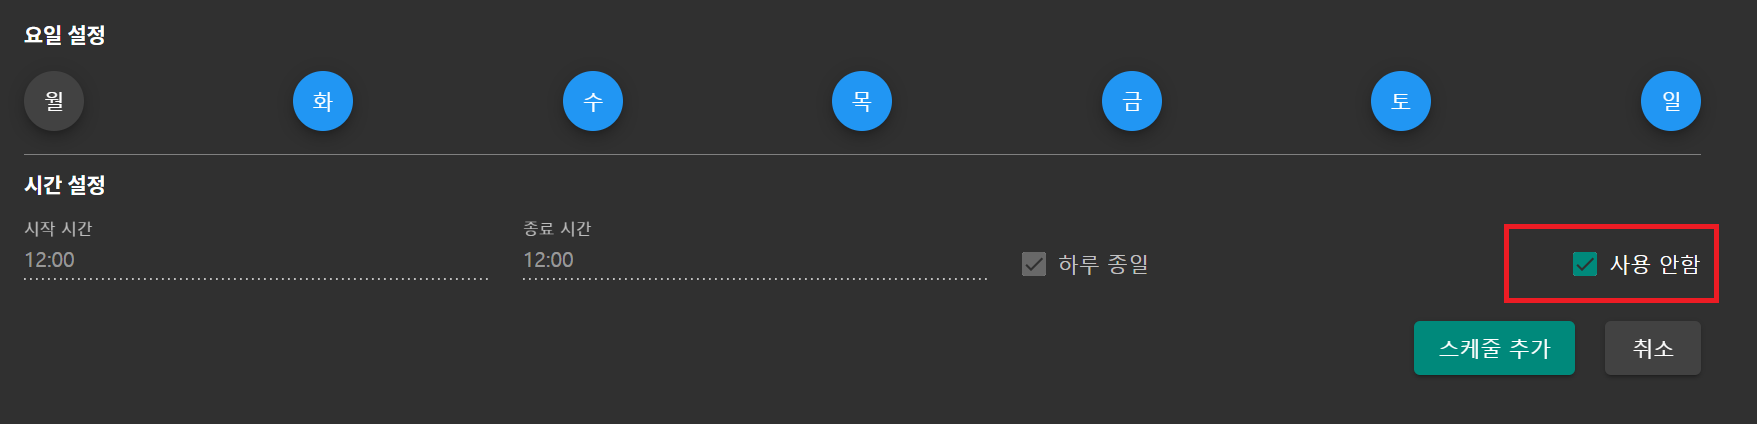 요일 설정
월 화 수 목 금 토 일
시간 설정
시작 시간 종료 시간
12:00 12:00 하루 종일 사용 안함
스케줄 추가 취소